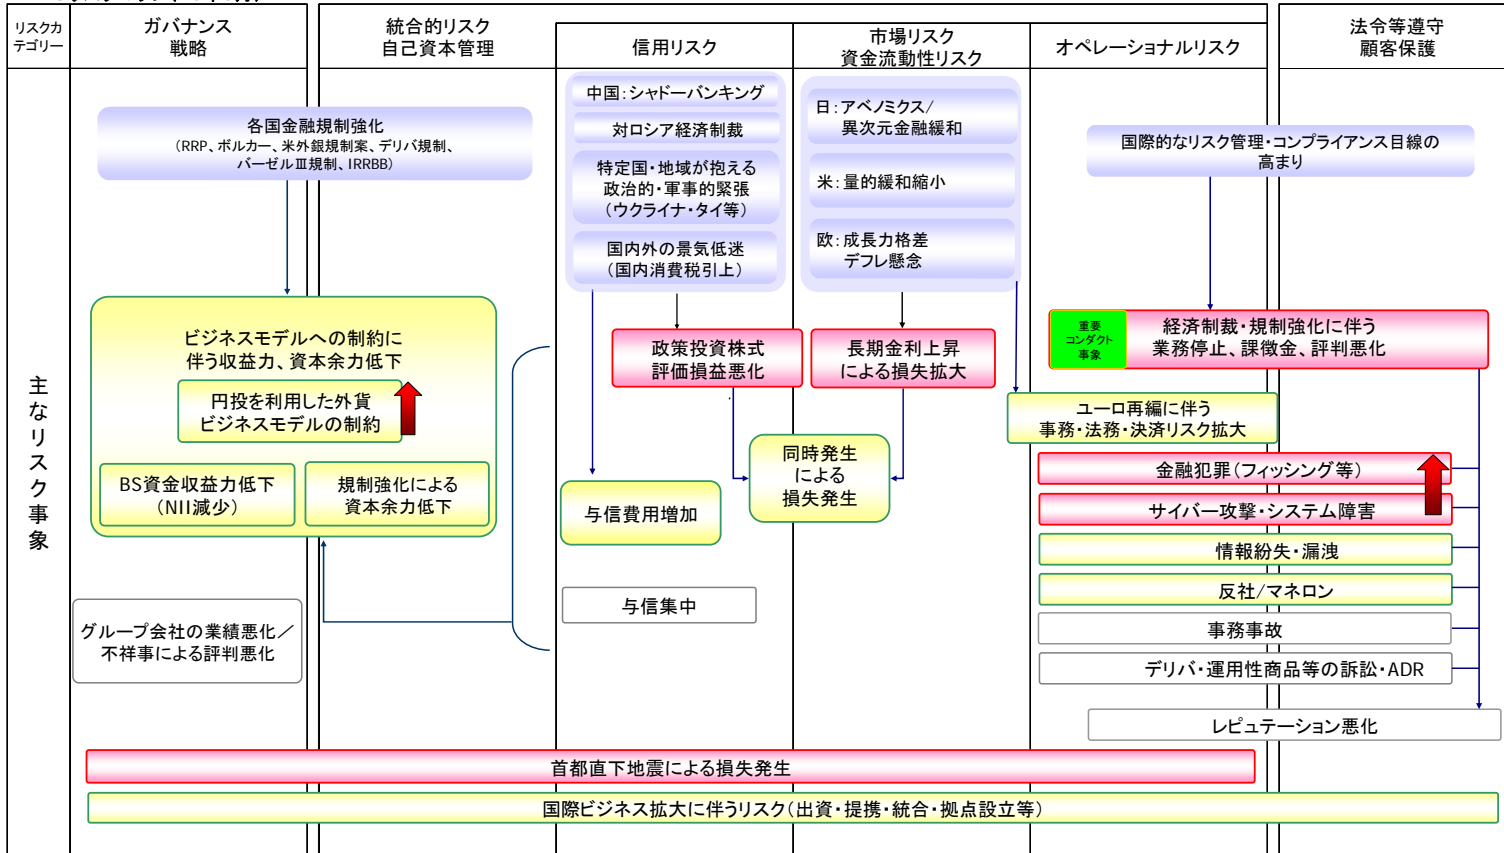 リスクカ
テゴリー
ガバナンス
戦略
統合的リスク
自己資本管理
信用リスク
市場リスク
資金流動性リスク
オペレーショナルリスク
法令等遵守
顧客保護
主なリスク事象
各国金融規制強化
(RRP、ボルカー、米外銀規制案、デリバ規制、
バーゼルⅢ規制、IRRBB)
中国：シャドーバンキング
対ロシア経済制裁
特定国・地域が抱える
政治的・軍事的緊張
（ウクライナ・タイ等）
国内外の景気低迷
（国内消費税引上）
日：アベノミクス/
異次元金融緩和
米：量的緩和縮小
欧：成長力格差
デフレ懸念
国際的なリスク管理・コンプライアンス目線の
高まり
ビジネスモデルへの制約に
伴う収益力、資本余力低下
円投を利用した外貨
ビジネスモデルの制約
BS資金収益力低下
（NII減少）
規制強化による
資本余力低下
政策投資株式
評価損益悪化
長期金利上昇
による損失拡大
重要
コンダクト
事象
経済制裁・規制強化に伴う
業務停止、課徴金、評判悪化
ユーロ再編に伴う
事務・法務・決済リスク拡大
同時発生
による
損失発生
与信費用増加
金融犯罪（フィッシング等）
サイバー攻撃・システム障害
情報紛失・漏洩
反社/マネロン
与信集中
事務事故
グループ会社の業績悪化／
不祥事による評判悪化
デリバ・運用性商品等の訴訟・ADR
レピュテーション悪化
首都直下地震による損失発生
国際ビジネス拡大に伴うリスク（出資・提携・統合・拠点設立等）